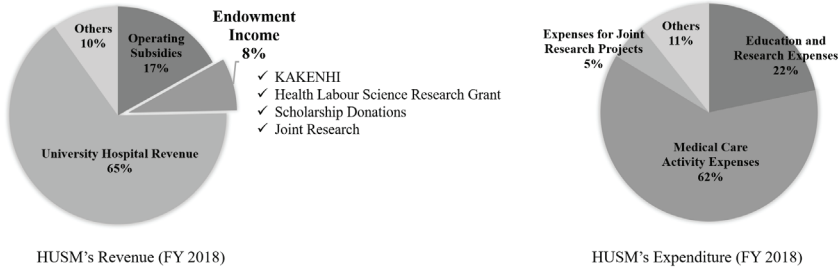 Others
10%
Operating
Subsidies
17%
Endowment
Income
8%
✓ KAKENHI
✓ Health Labour Science Research Grant
✓ Scholarship Donations
✓ Joint Research
University Hospital Revenue
65%
HUSM's Revenue (FY 2018)
Expenses for Joint
Research Projects
5%
Others
11%
Education and
Research Expenses
22%
Medical Care
Activity Expenses
62%
HUSM's Expenditure (FY 2018)